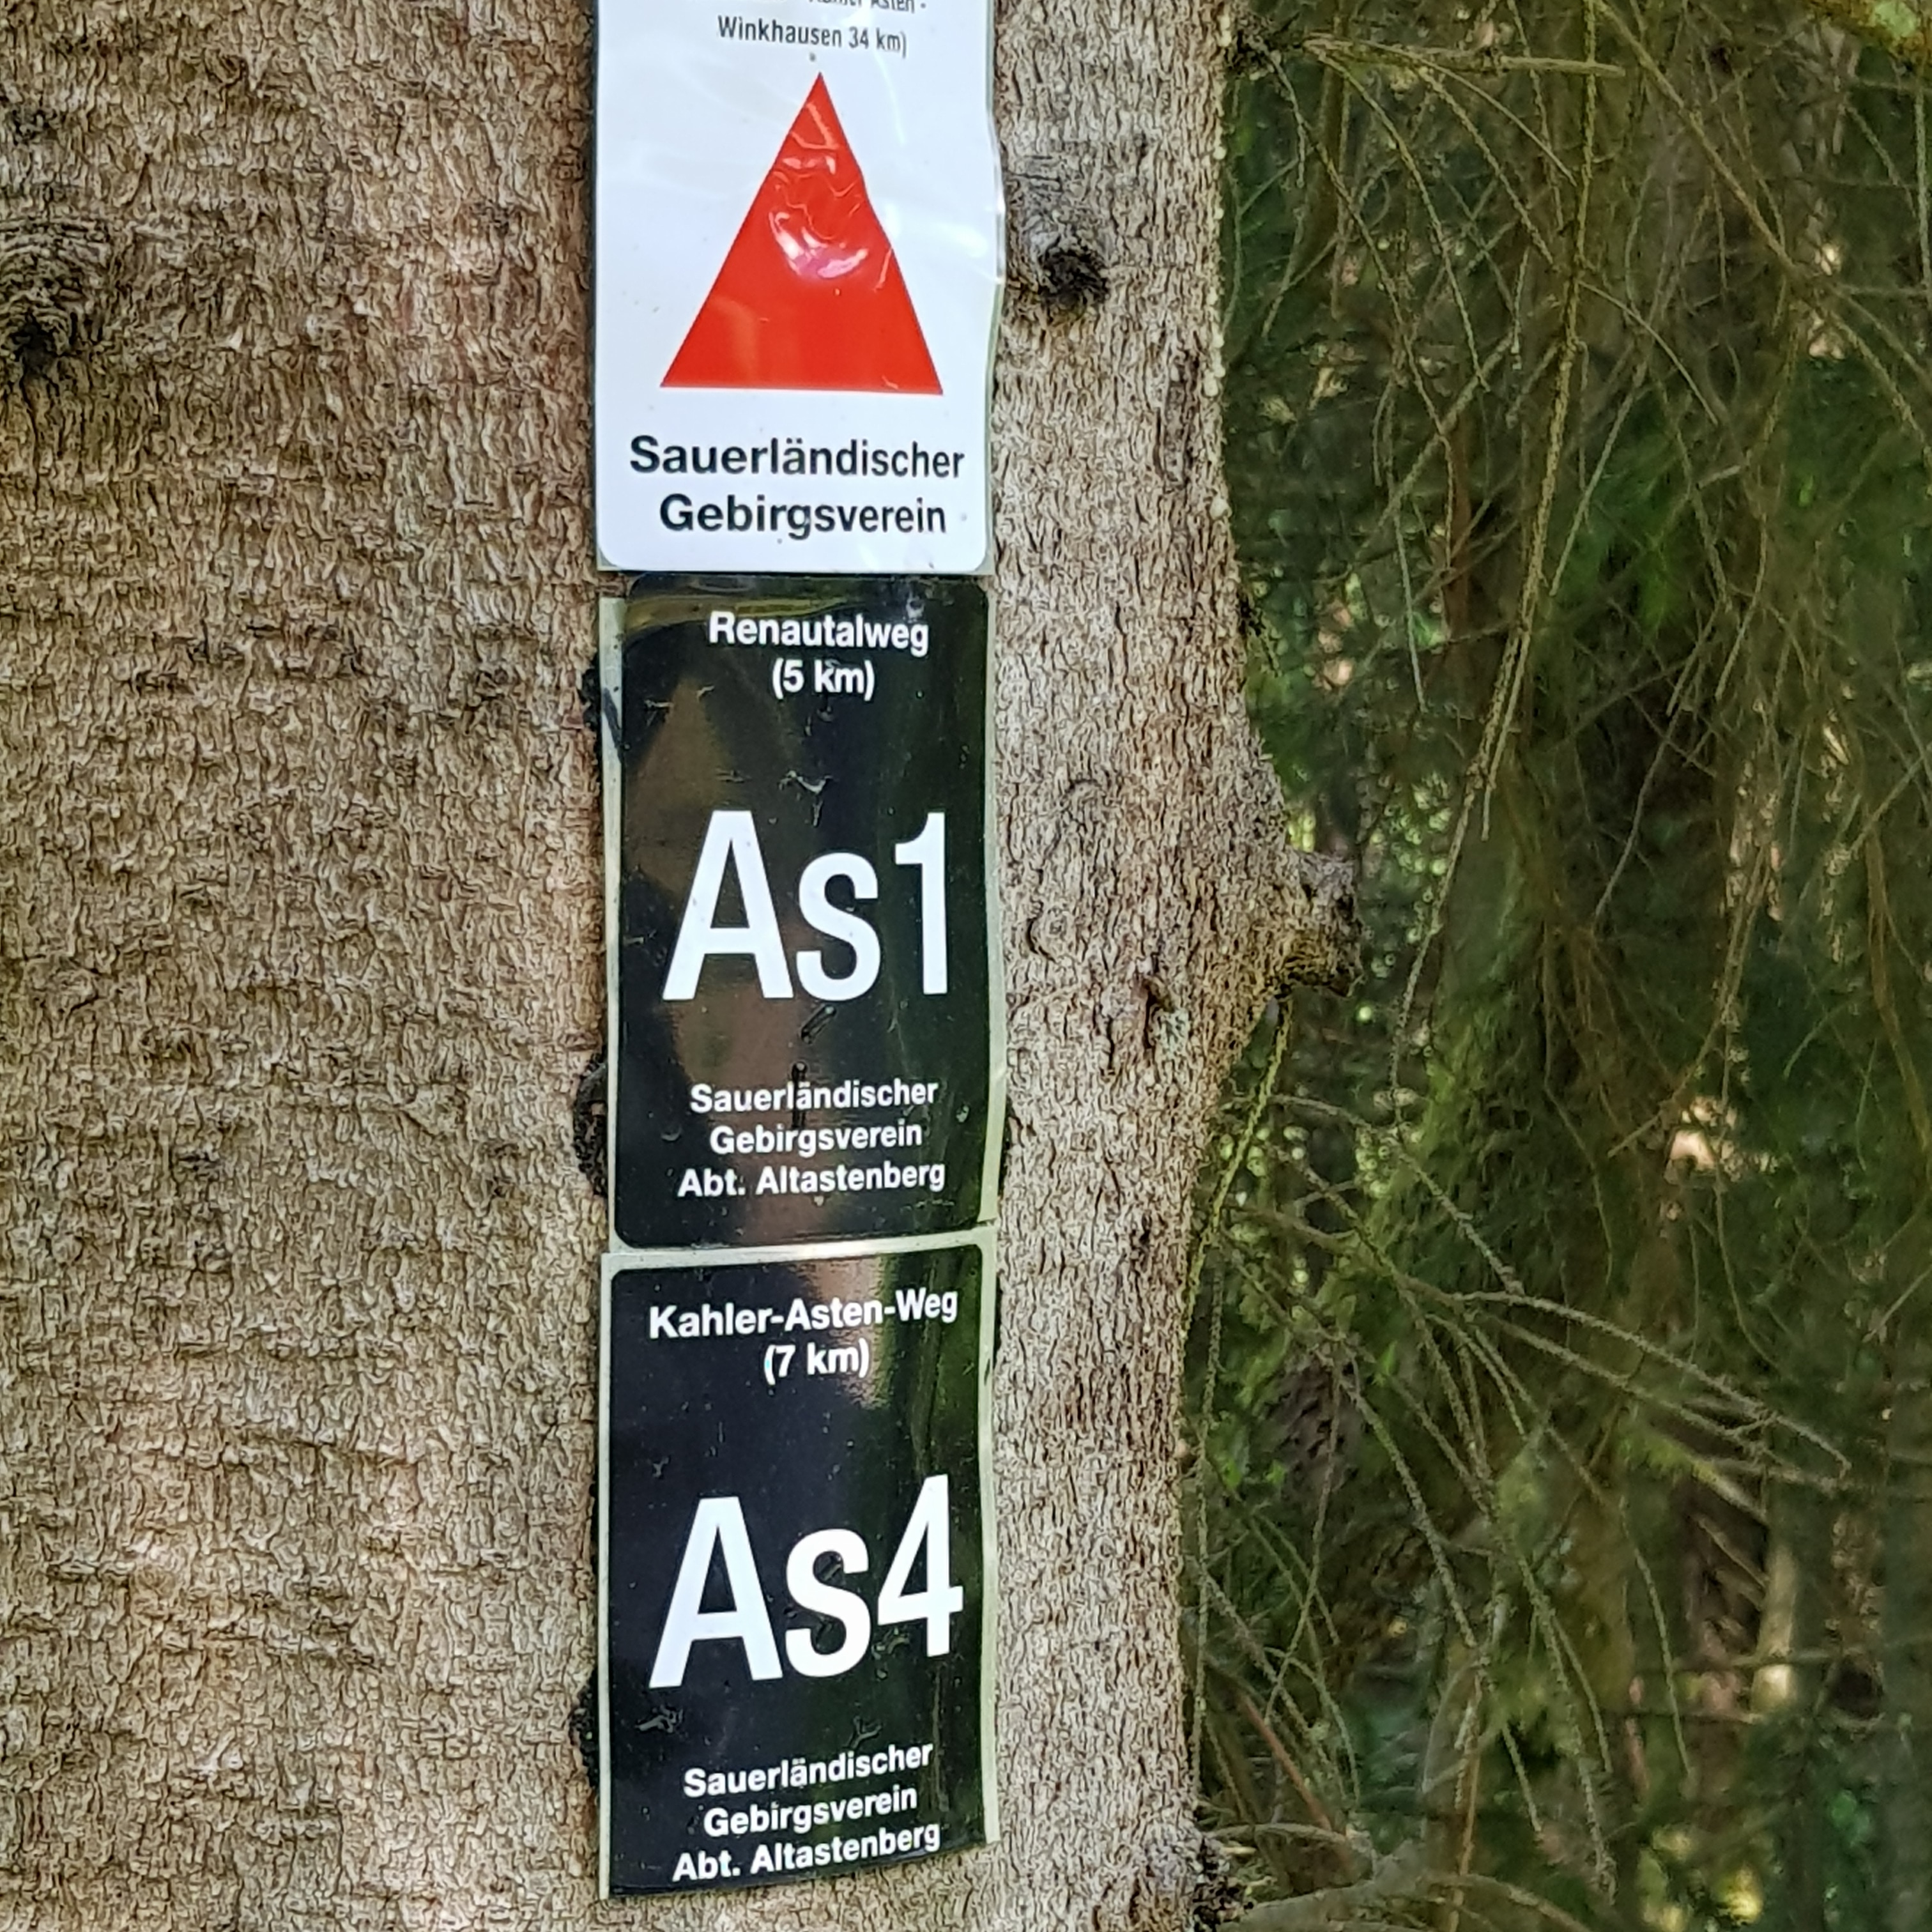 Asten -
Winkhausen 34 km)
Sauerländischer
Gebirgsverein
Renautalweg
(5 km)
As1
Sauerländischer
Gebirgsverein
Abt. Altastenberg
Kahler-Asten-Weg
(7 km)
As4
Sauerländischer
Gebirgsverein
Abt. Altastenberg